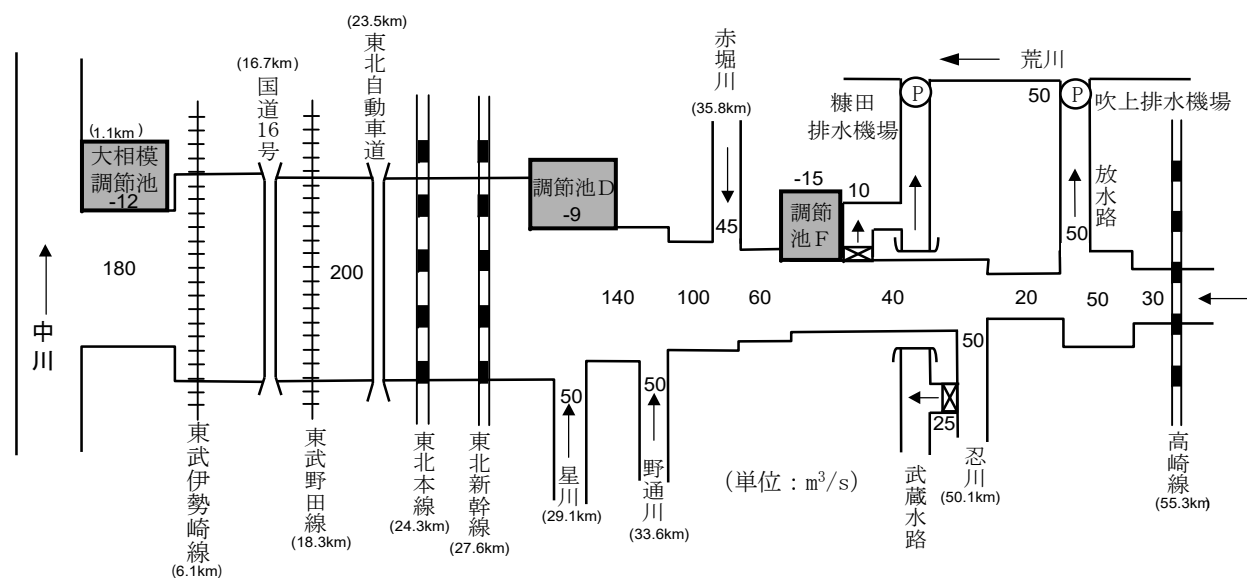 (23.5km)
東北自動車道
(16.7km)
国道16号
(1.1km)
大相模
調節池
-12
赤堀川
(35.8km)
荒川
糠田
排水機場
P
50
P
吹上排水機場
調節池D
-9
-15
調節
池F
10
45
放水路
50
180
200
140
100
60
40
20
50
30
中川
50
50
50
25
東武伊勢崎線
(6.1km)
東武野田線
(18.3km)
東北本線
(24.3km)
東北新幹線
(27.6km)
星川
(29.1km)
野通川
(33.6km)
(単位：m³/s)
武蔵水路
忍川
(50.1km)
高崎線
(55.3km)